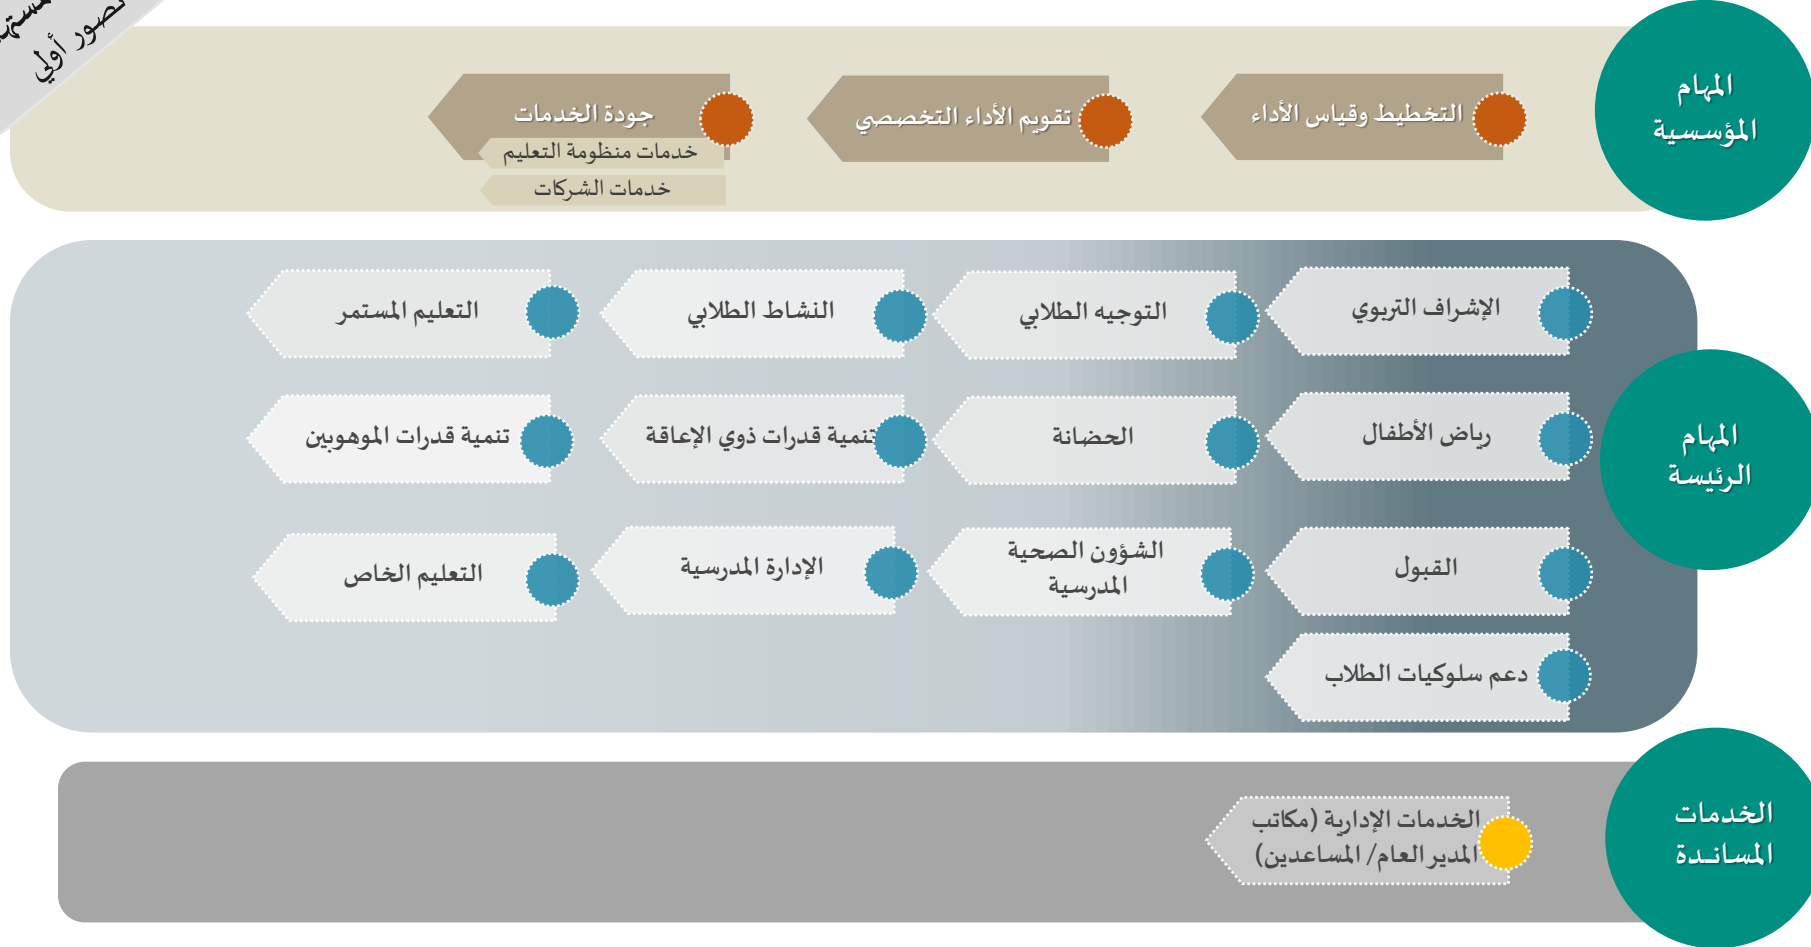 تصور أولي
المهام
المؤسسية
التخطيط وقياس الأداء
تقويم الأداء التخصصي
جودة الخدمات
خدمات منظومة التعليم
خدمات الشركات
المهام
الرئيسة
الإشراف التربوي
التوجيه الطلابي
النشاط الطلابي
التعليم المستمر
رياض الأطفال
الحضانة
تنمية قدرات ذوي الإعاقة
تنمية قدرات الموهوبين
القبول
الشؤون الصحية
المدرسية
الإدارة المدرسية
التعليم الخاص
دعم سلوكيات الطلاب
الخدمات
المساندة
الخدمات الإدارية (مكاتب
المدير العام/ المساعدين)